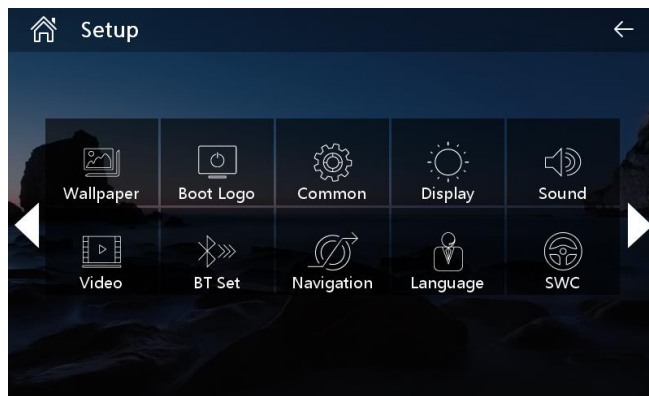 Setup
Wallpaper Boot Logo Common Display Sound
Video BT Set Navigation Language SWC